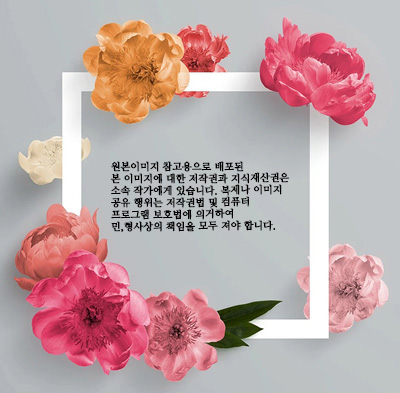 원본이미지 참고용으로 배포된
본 이미지에 대한 저작권과 지식재산권은
소속 작가에게 있습니다. 복제나 이미지
공유 행위는 저작권법 및 컴퓨터
프로그램 보호법에 의거하여
민,형사상의 책임을 모두 져야 합니다.